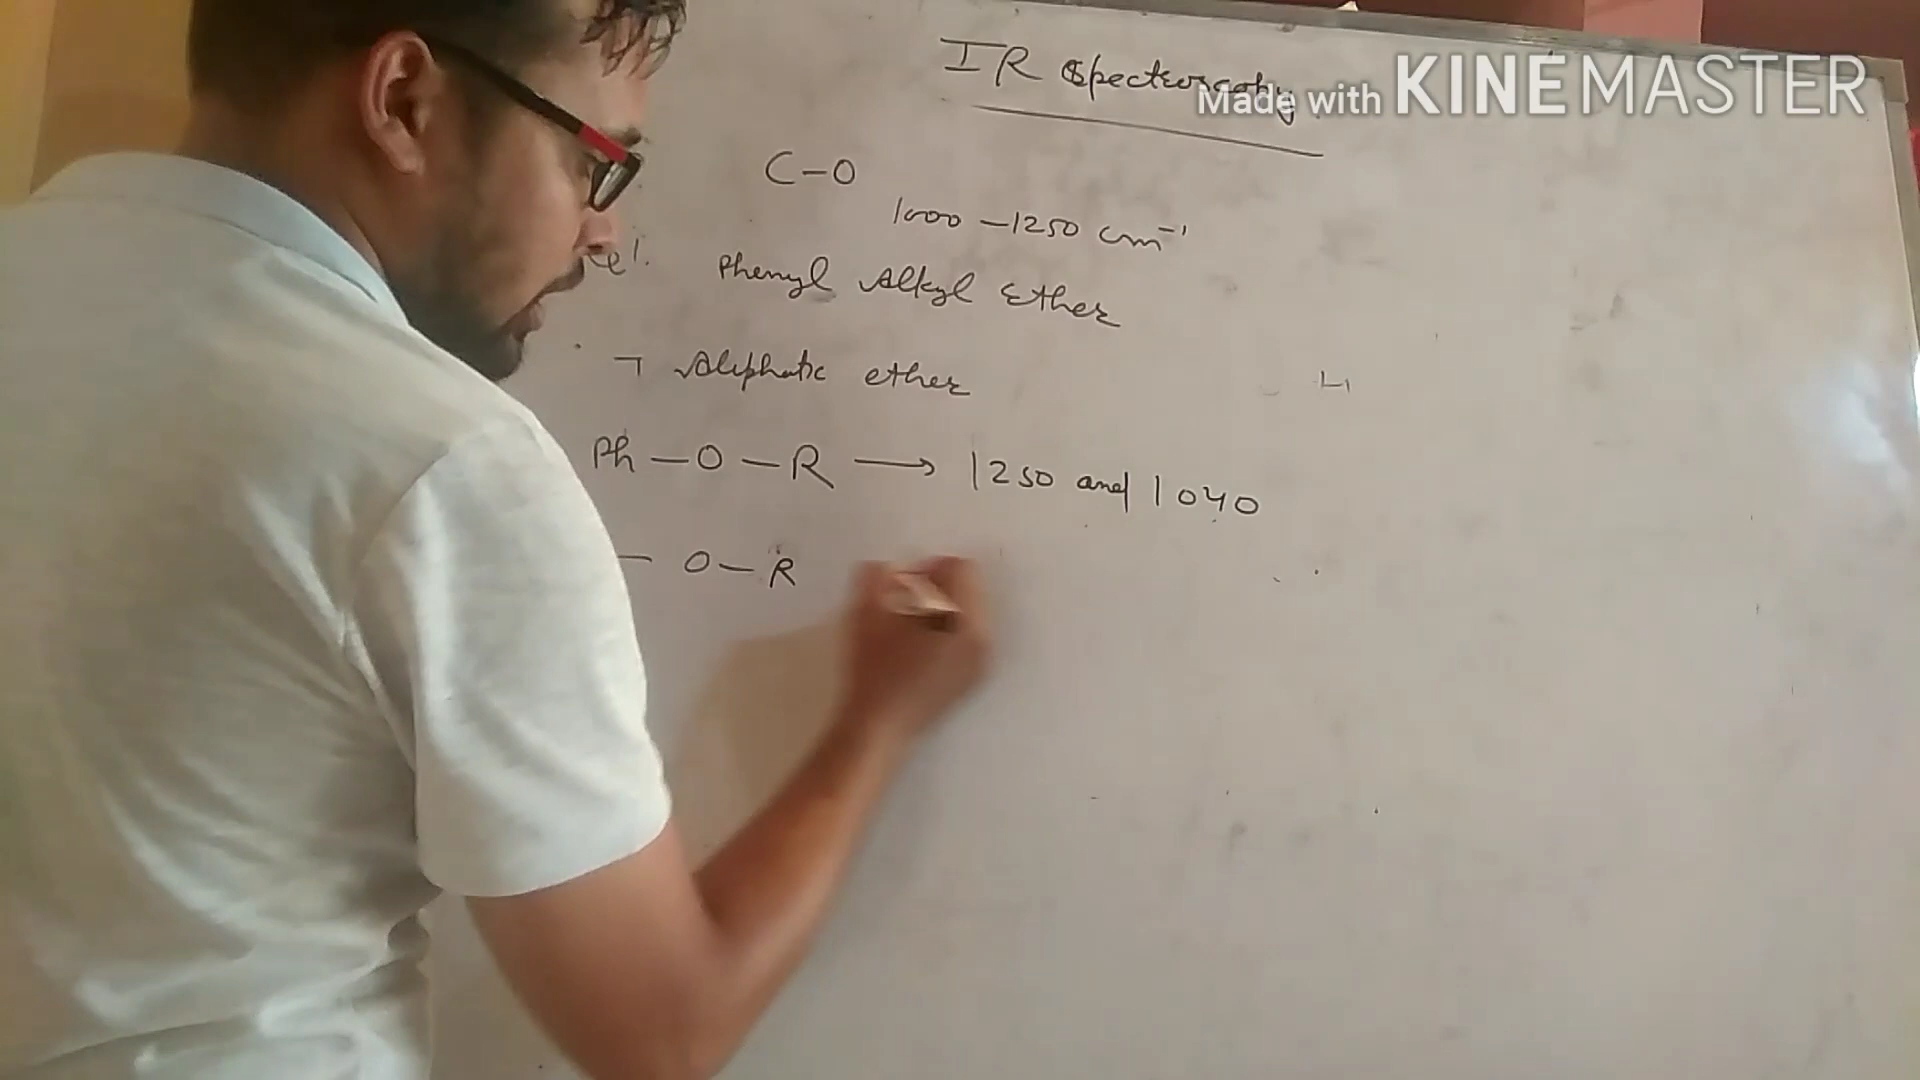 IR Spectroscopy
Made with KINEMASTER
C-O
1000 - 1250 cm⁻¹
Phenyl Alkyl Ether
Aliphatic ether
Ph - O - R → 1250 and 1040
- O - R